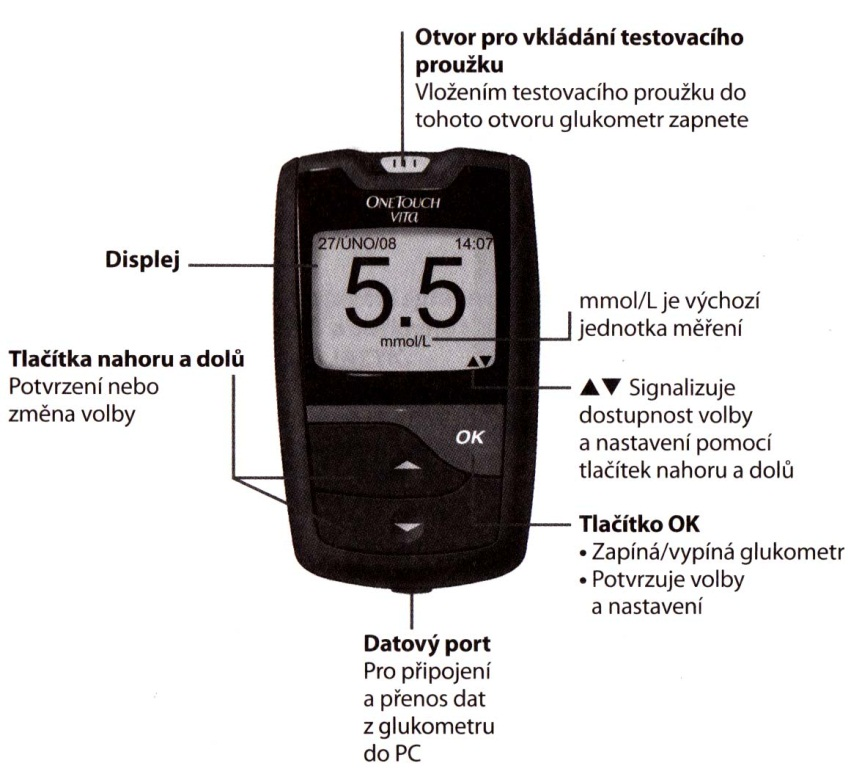 Otvor pro vkládání testovacího
proužku
Vložením testovacího proužku do
tohoto otvoru glukometr zapnete
ONETOUCH
VITA
27/ÚNO/08 14:07
5.5
mmol/L
▲▼
Displej
mmol/L je výchozí
jednotka měření
Tlačítka nahoru a dolů
Potvrzení nebo
změna volby
▲▼ Signalizuje
dostupnost volby
a nastavení pomocí
tlačítek nahoru a dolů
OK
Tlačítko OK
• Zapíná/vypíná glukometr
• Potvrzuje volby
a nastavení
Datový port
Pro připojení
a přenos dat
z glukometru
do PC